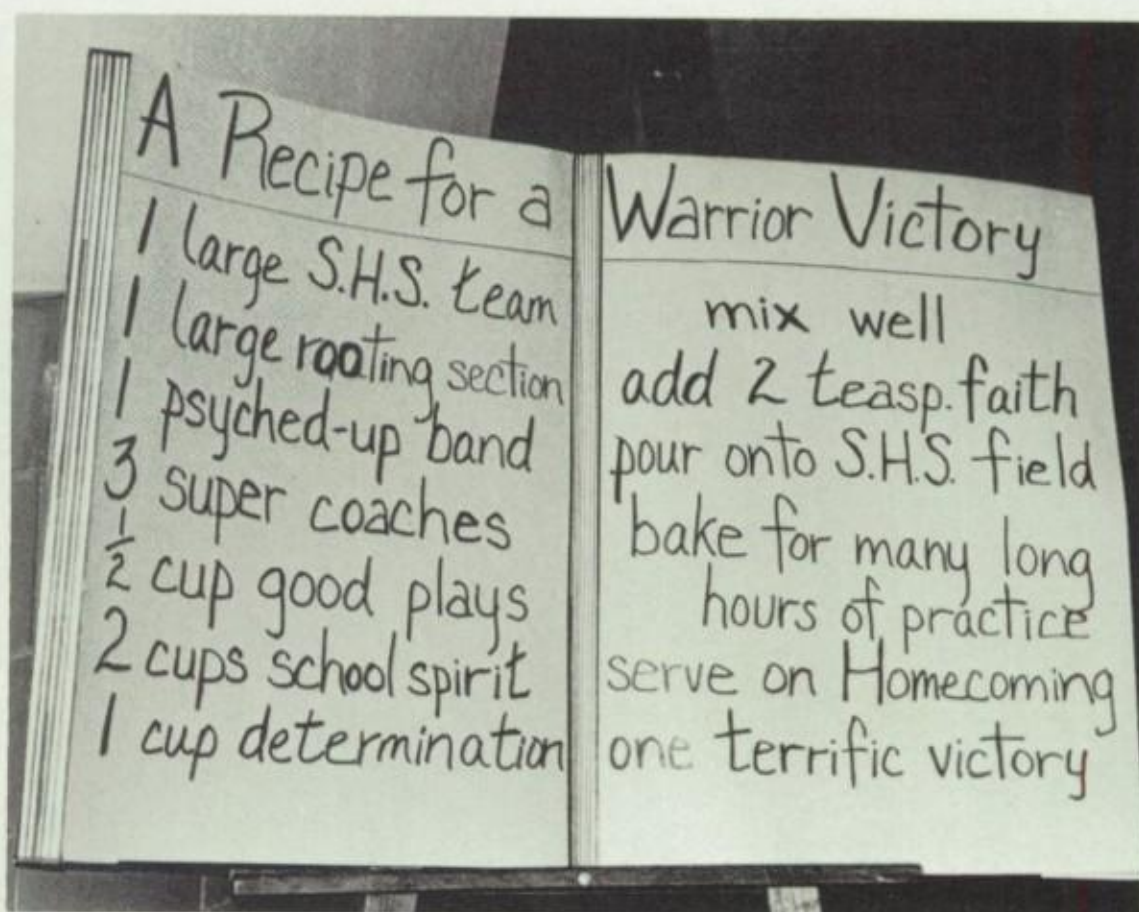 A Recipe for a
1 large S.H.S. team
1 large rooting section
1 psyched-up band
3 super coaches
1/2 cup good plays
2 cups school spirit
1 cup determination
Warrior Victory
mix well
add 2 teasp. faith
pour onto S.H.S. field
bake for many long
hours of practice
serve on Homecoming
one terrific victory